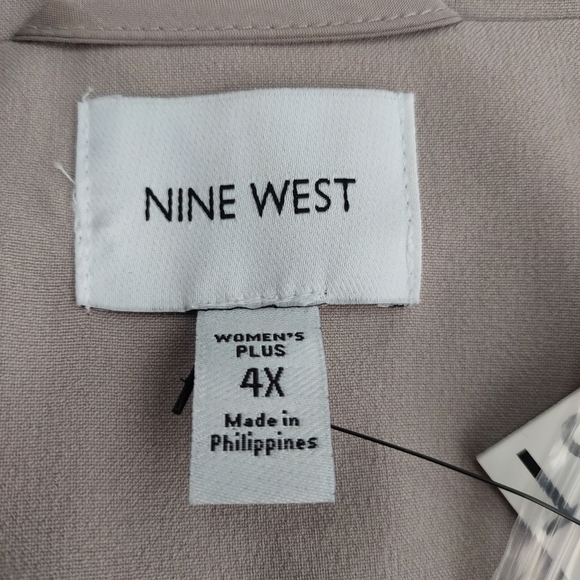 NINE WEST
WOMEN'S
PLUS
4X
Made in
Philippines